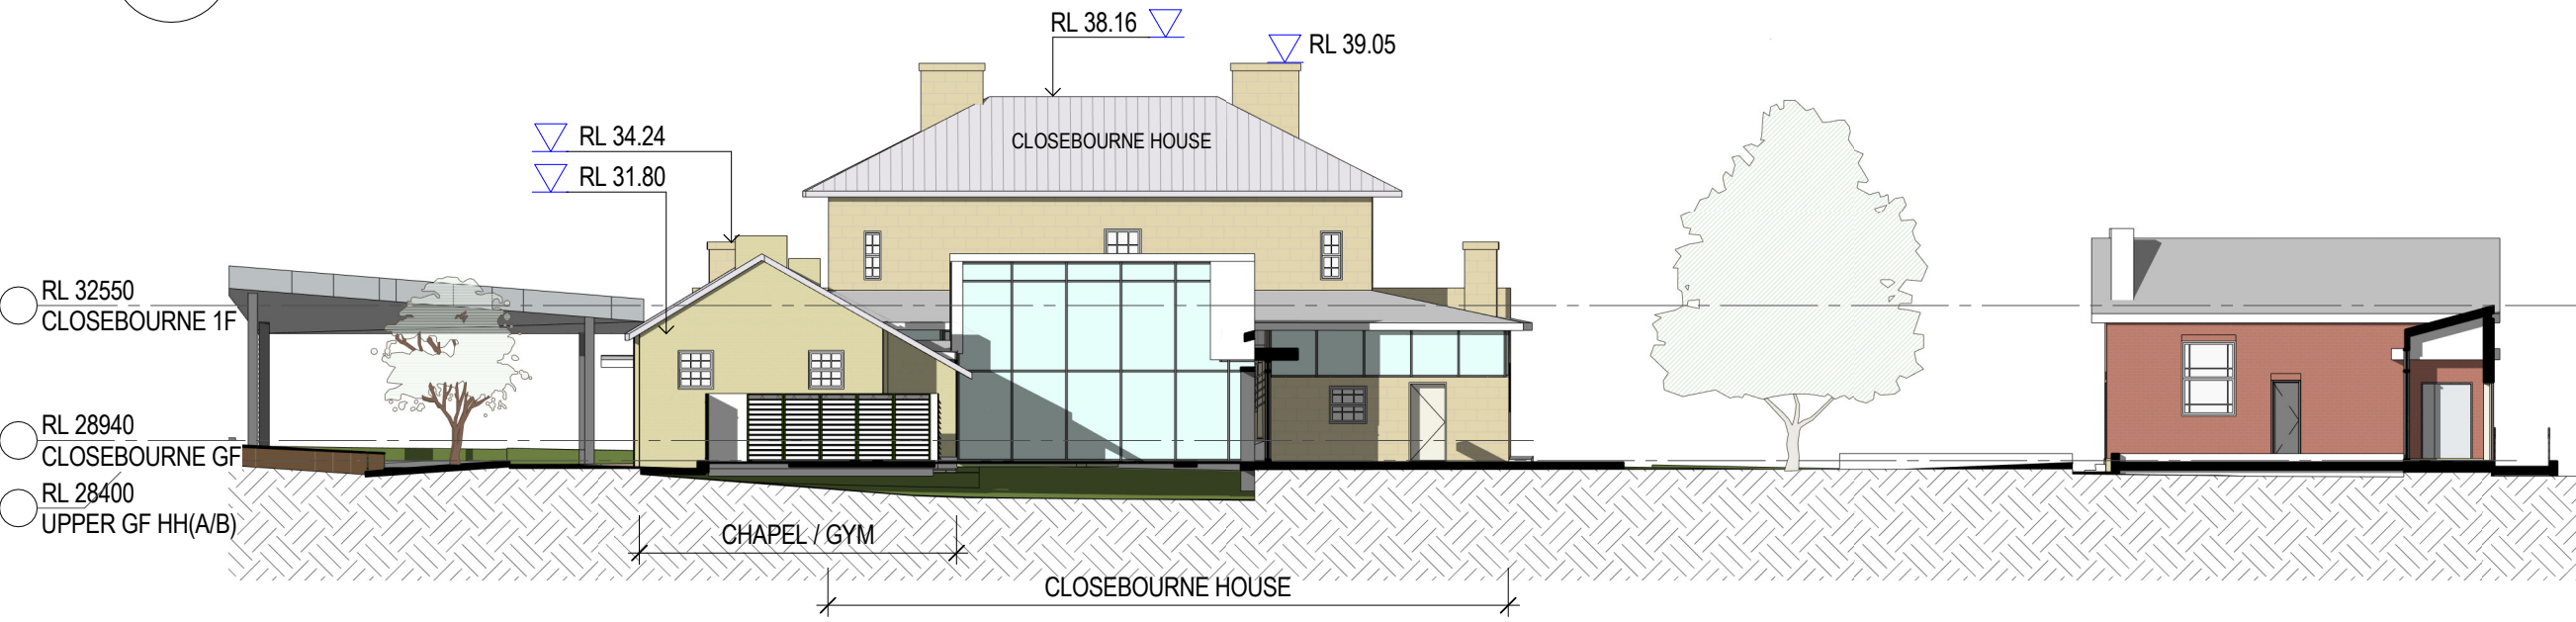 RL 38.16
RL 39.05
RL 34.24
CLOSEBOURNE HOUSE
RL 31.80
RL 32550
CLOSEBOURNE 1F
RL 28940
CLOSEBOURNE GF
RL 28400
UPPER GF HH(A/B)
CHAPEL / GYM
CLOSEBOURNE HOUSE